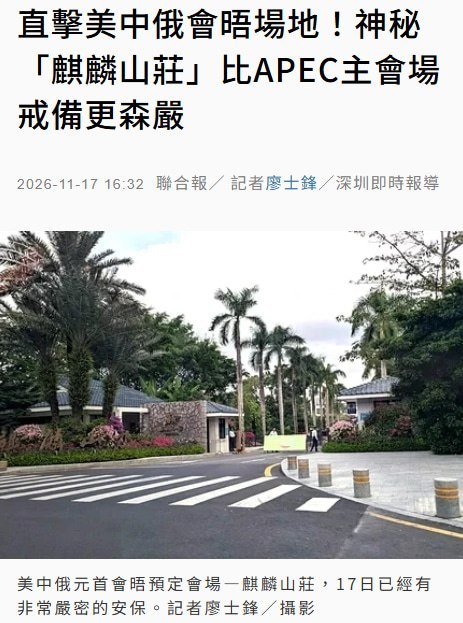 直擊美中俄會晤場地！神秘
「麒麟山莊」比APEC主會場
戒備更森嚴
2026-11-17 16:32 聯合報／ 記者廖士鋒／深圳即時報導
美中俄元首會晤預定會場—麒麟山莊，17日已經有
非常嚴密的安保。記者廖士鋒／攝影